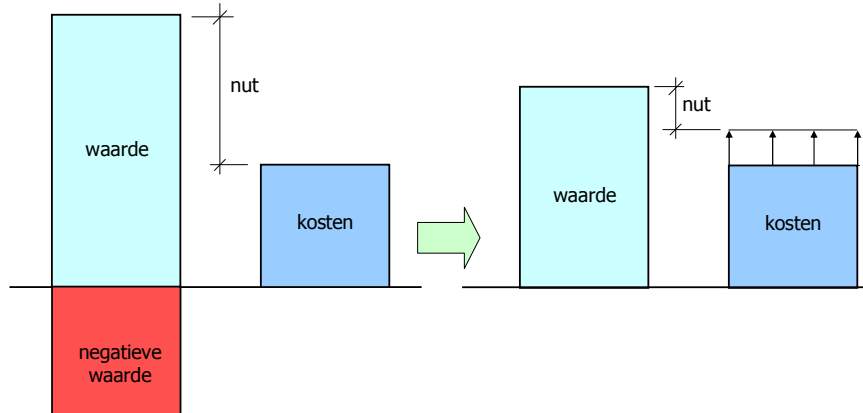 nut
waarde
kosten
negatieve
waarde
nut
waarde
kosten